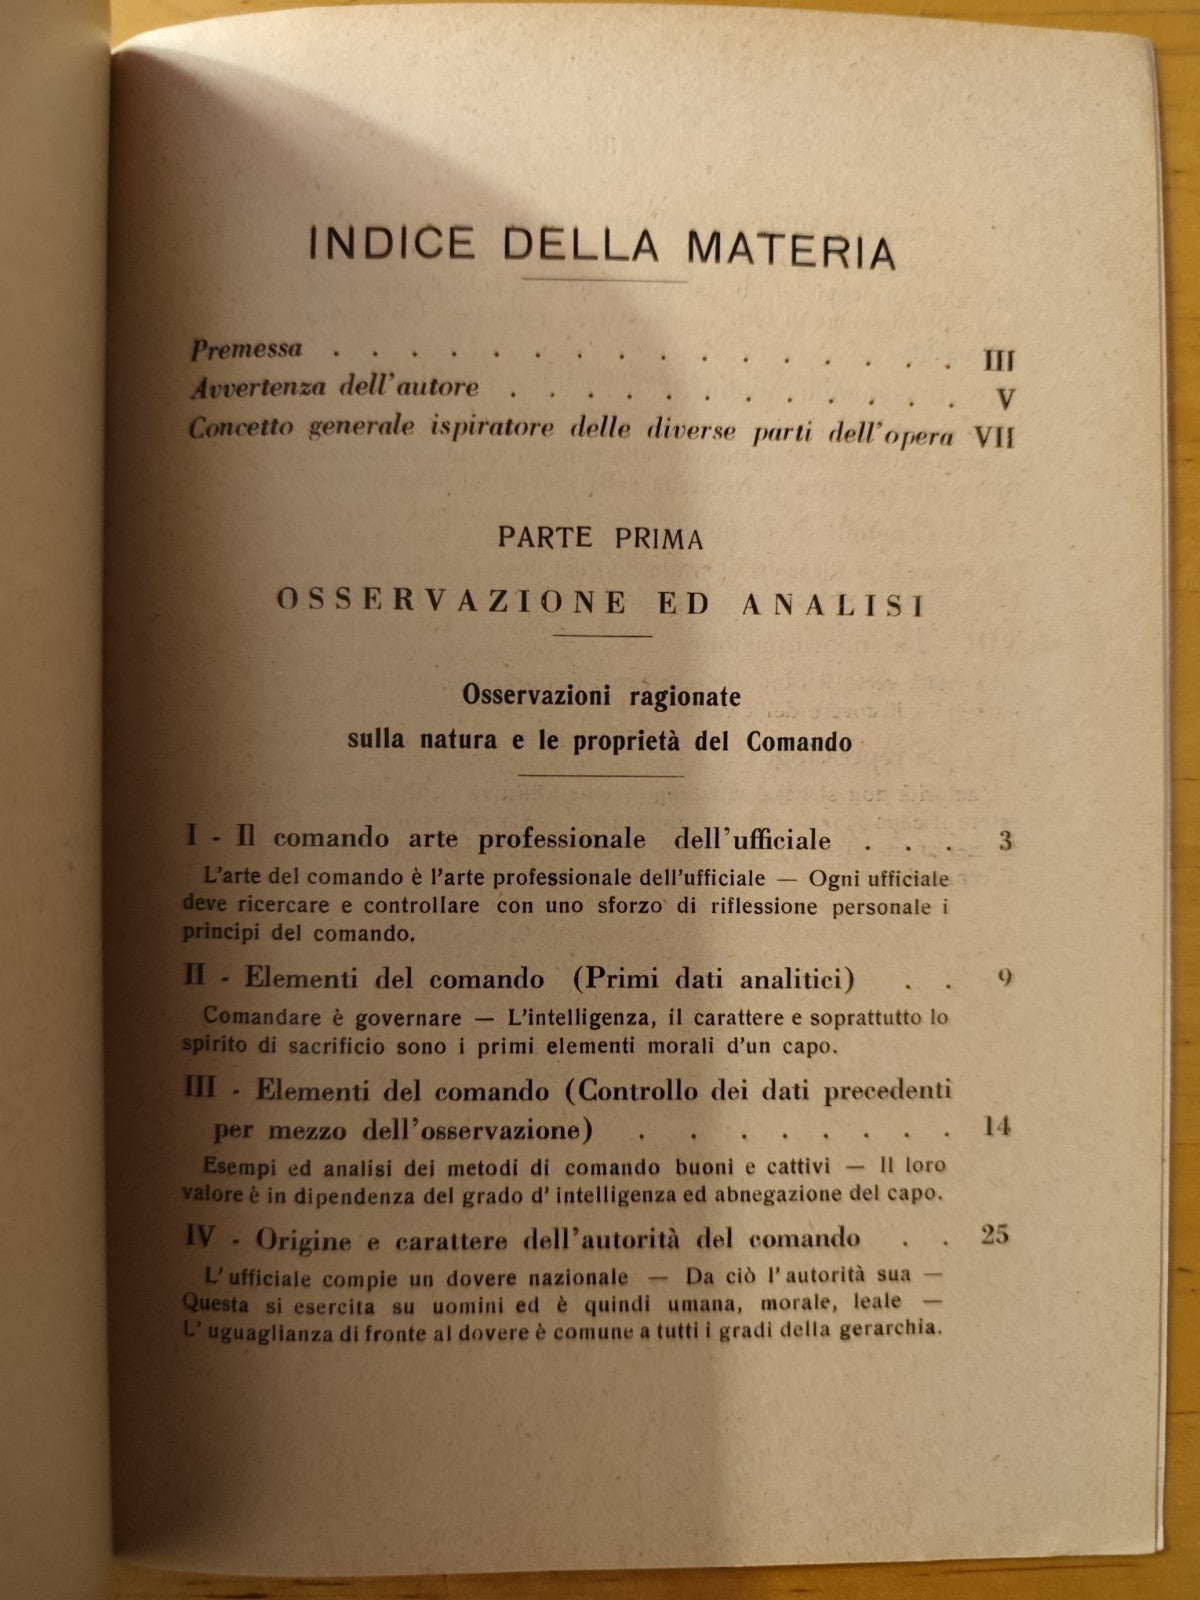 INDICE DELLA MATERIA
Premessa . . . . . . . . . . . . . . . . . III
Avvertenza dell'autore . . . . . . . . . . . . V
Concetto generale ispiratore delle diverse parti dell'opera VII
PARTE PRIMA
OSSERVAZIONE ED ANALISI
Osservazioni ragionate
sulla natura e le proprietà del Comando
I - Il comando arte professionale dell'ufficiale . . . 3
L'arte del comando è l'arte professionale dell'ufficiale — Ogni ufficiale
deve ricercare e controllare con uno sforzo di riflessione personale i
principi del comando.
II - Elementi del comando (Primi dati analitici) . . 9
Comandare è governare — L'intelligenza, il carattere e soprattutto lo
spirito di sacrificio sono i primi elementi morali d'un capo.
III - Elementi del comando (Controllo dei dati precedenti
per mezzo dell'osservazione) . . . . . . . 14
Esempi ed analisi dei metodi di comando buoni e cattivi — Il loro
valore è in dipendenza del grado d' intelligenza ed abnegazione del capo.
IV - Origine e carattere dell'autorità del comando . . 25
L' ufficiale compie un dovere nazionale — Da ciò l' autorità sua —
Questa si esercita su uomini ed è quindi umana, morale, leale —
L' uguaglianza di fronte al dovere è comune a tutti i gradi della gerarchia.